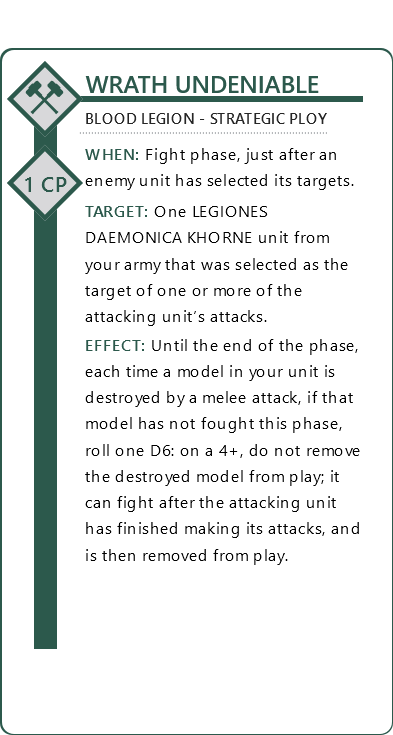 WRATH UNDENIABLE
BLOOD LEGION - STRATEGIC PLOY
1 CP
WHEN: Fight phase, just after an
enemy unit has selected its targets.
TARGET: One LEGIONES
DAEMONICA KHORNE unit from
your army that was selected as the
target of one or more of the
attacking unit's attacks.
EFFECT: Until the end of the phase,
each time a model in your unit is
destroyed by a melee attack, if that
model has not fought this phase,
roll one D6: on a 4+, do not remove
the destroyed model from play; it
can fight after the attacking unit
has finished making its attacks, and
is then removed from play.